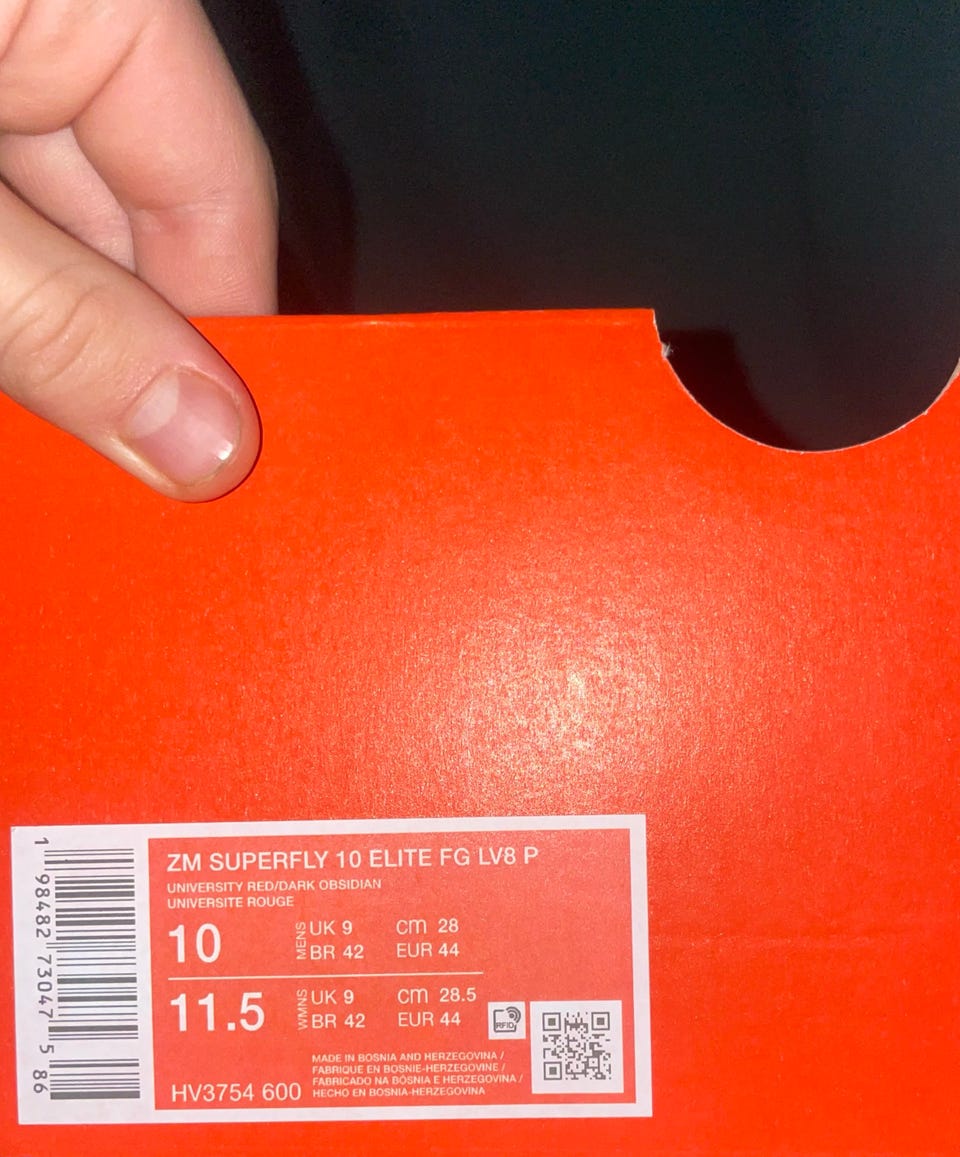 ZM SUPERFLY 10 ELITE FG LV8 P
UNIVERSITY RED/DARK OBSIDIAN
UNIVERSITE ROUGE
10 MENS UK 9 cm 28
BR 42 EUR 44
11.5 WMNS UK 9 cm 28.5
BR 42 EUR 44
RFID
MADE IN BOSNIA AND HERZEGOVINA /
FABRIQUE EN BOSNIE-HERZEGOVINE /
FABRICADO NA BÓSNIA E HERZEGOVINA /
HECHO EN BOSNIA-HERZEGOVINA
HV3754 600
1 98482 73047 5 86